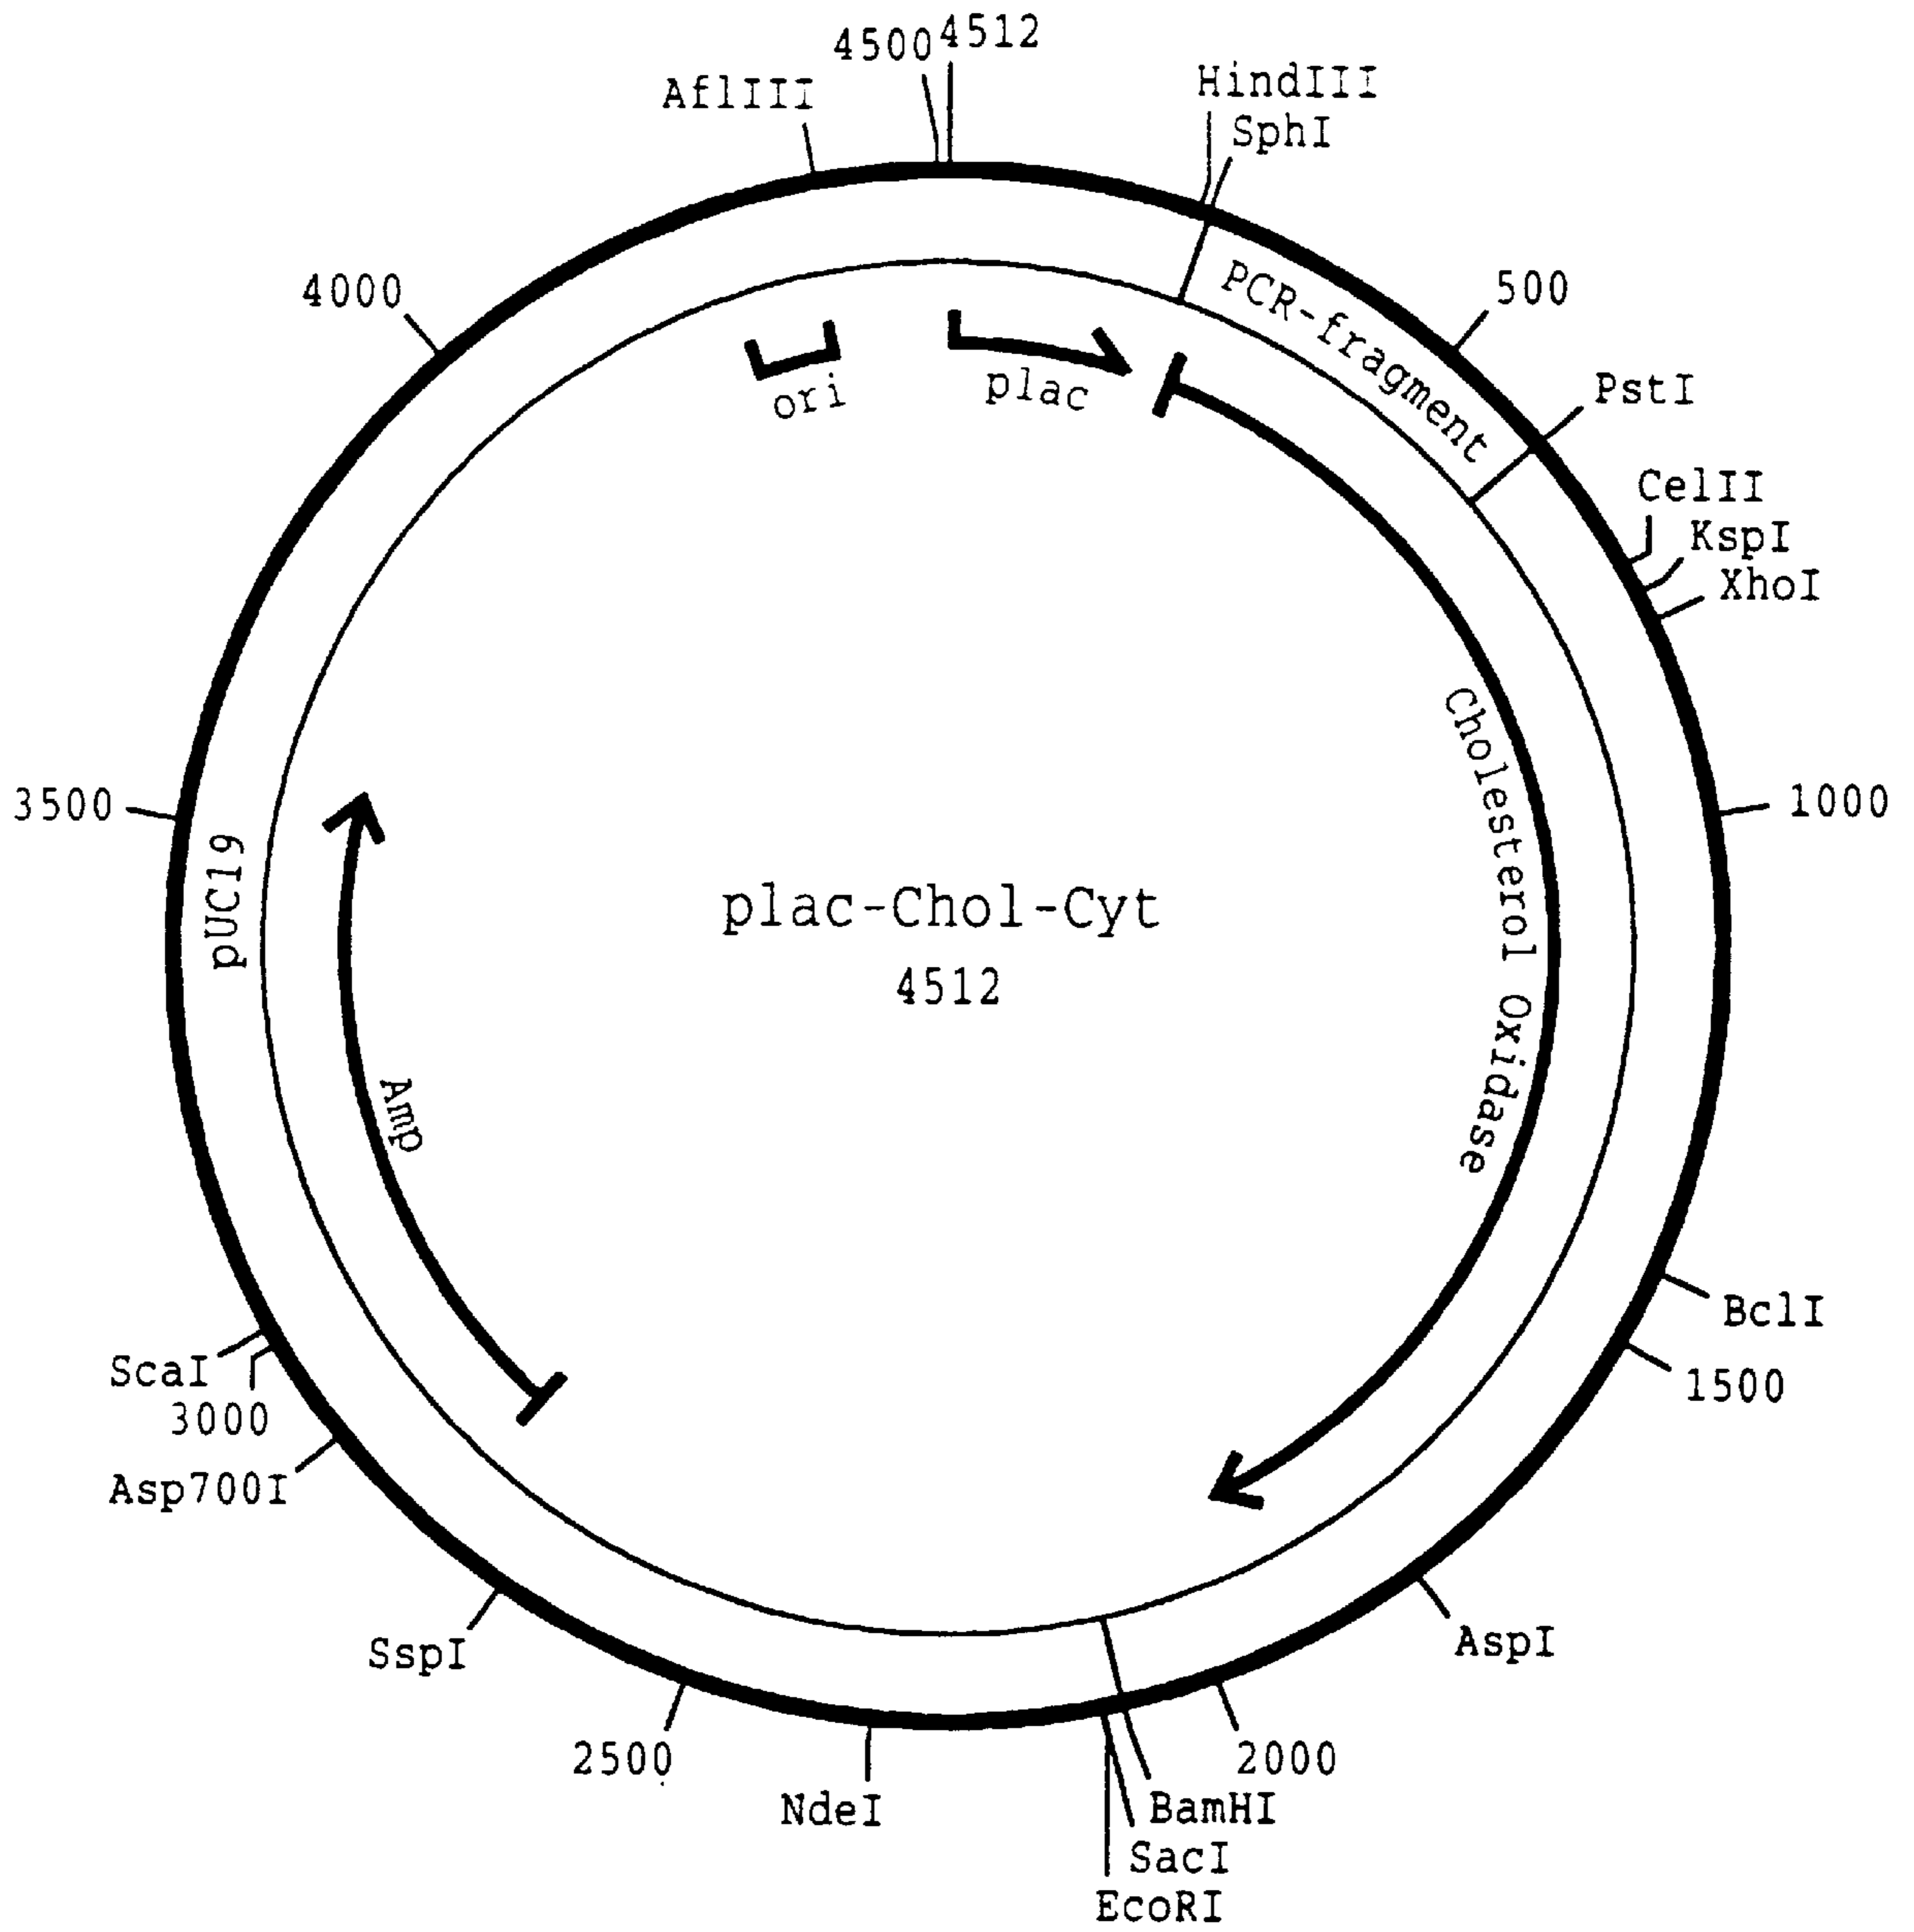 4500
4512
AflIII
HindIII
SphI
4000
PCR-fragment
500
ori
plac
PstI
CelII
KspI
XhoI
Cholesterol Oxidase
3500
1000
pUC19
plac-Chol-Cyt
4512
Amp
BclI
ScaI
1500
3000
Asp700I
SspI
AspI
2500
2000
NdeI
BamHI
SacI
EcoRI